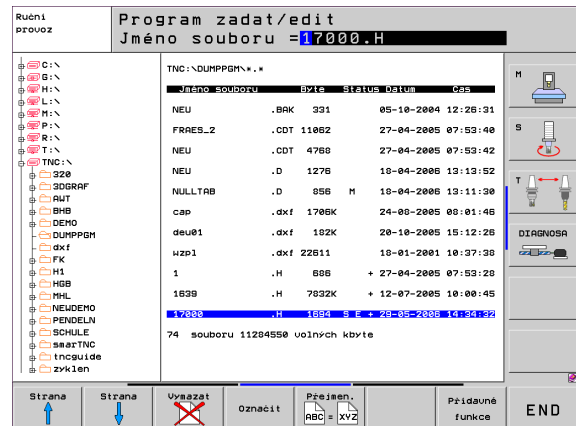 Ručni
provoz
Program zadat/edit
Jméno souboru =17000.H
C:\
G:\
H:\
L:\
M:\
P:\
R:\
T:\
TNC:\
320
3DGRAF
AWT
BHB
DEMO
DUMPPGM
dxf
FK
H1
HGB
MHL
NEWDEMO
PENDELN
SCHULE
smarTNC
tncguide
zyklen
TNC:\DUMPPGM\*.*
Jméno souboru Byte Status Datum Cas
NEU .BAK 331 05-10-2004 12:26:31
FRAES_2 .CDT 11062 27-04-2005 07:53:40
NEU .CDT 4768 27-04-2005 07:53:42
NEU .D 1276 18-04-2006 13:13:52
NULLTAB .D 856 M 18-04-2006 13:11:30
cap .dxf 1706K 24-08-2005 08:01:46
deu01 .dxf 182K 20-10-2005 15:12:26
wzpl .dxf 22611 18-01-2001 10:37:38
1 .H 686 + 27-04-2005 07:53:28
1639 .H 7832K + 12-07-2005 10:00:45
17000 .H 1694 S E + 29-05-2006 14:34:32
74 souboru 11284550 volných kbyte
M
S
T
DIAGNOSA
Strana
Strana
Vymazat
Označit
Přejmen.
ABC = XYZ
Přídavné
funkce
END